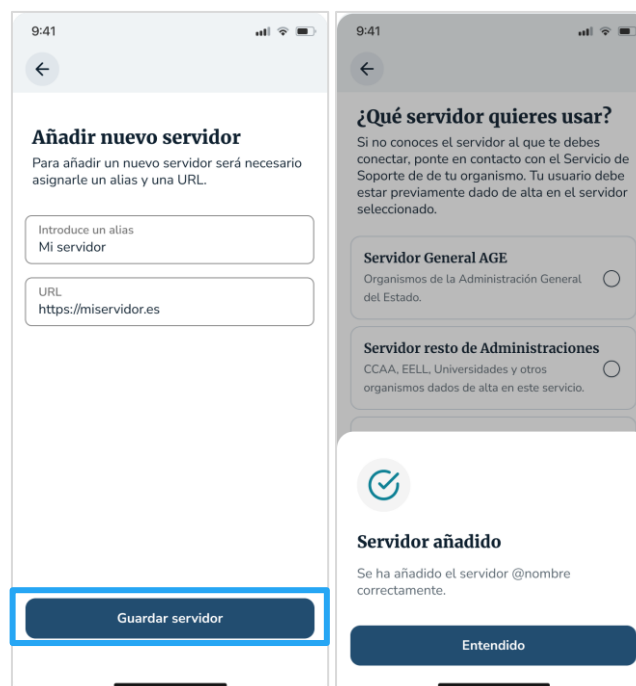 9:41
Añadir nuevo servidor
Para añadir un nuevo servidor será necesario
asignarle un alias y una URL.
Introduce un alias
Mi servidor
URL
https://miservidor.es
Guardar servidor
9:41
¿Qué servidor quieres usar?
Si no conoces el servidor al que te debes
conectar, ponte en contacto con el Servicio de
Soporte de de tu organismo. Tu usuario debe
estar previamente dado de alta en el servidor
seleccionado.
Servidor General AGE
Organismos de la Administración General
del Estado.
Servidor resto de Administraciones
CCAA, EELL, Universidades y otros
organismos dados de alta en este servicio.
Servidor añadido
Se ha añadido el servidor @nombre
correctamente.
Entendido